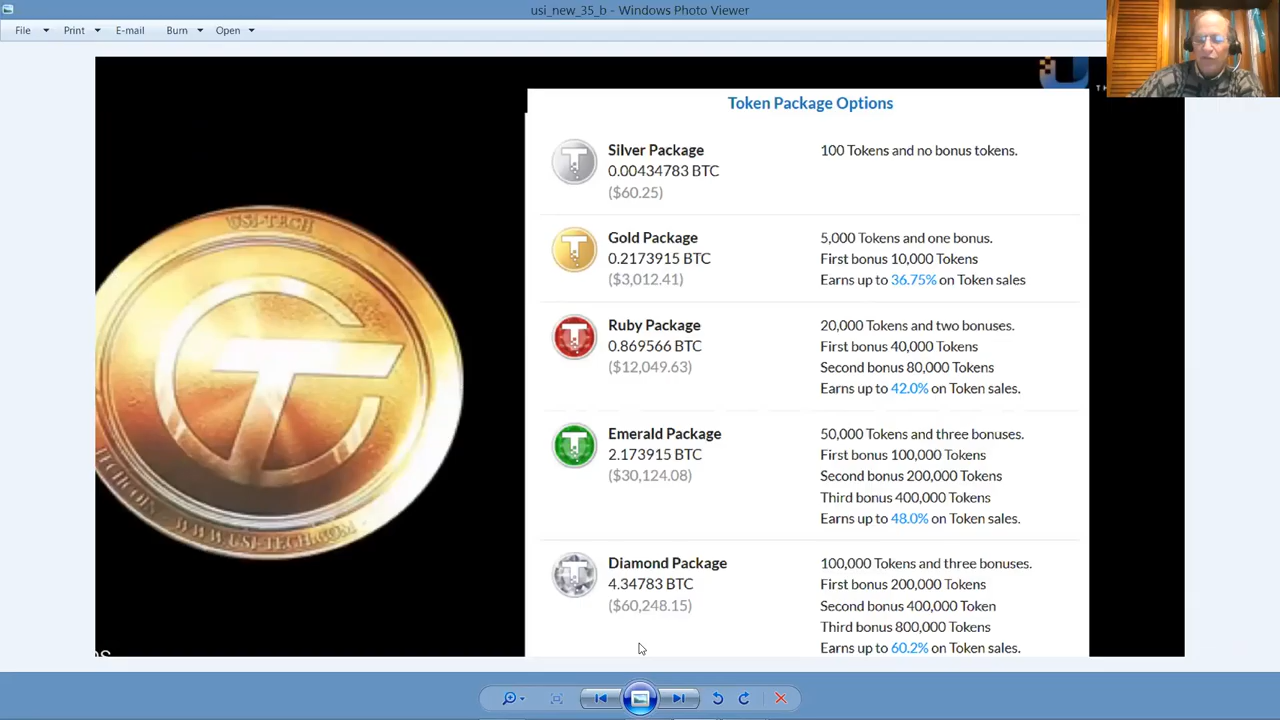 usi_new_35_b - Windows Photo Viewer
File Print E-mail Burn Open
Token Package Options
Silver Package
0.00434783 BTC
($60.25)
100 Tokens and no bonus tokens.
Gold Package
0.2173915 BTC
($3,012.41)
5,000 Tokens and one bonus.
First bonus 10,000 Tokens
Earns up to 36.75% on Token sales
Ruby Package
0.869566 BTC
($12,049.63)
20,000 Tokens and two bonuses.
First bonus 40,000 Tokens
Second bonus 80,000 Tokens
Earns up to 42.0% on Token sales.
Emerald Package
2.173915 BTC
($30,124.08)
50,000 Tokens and three bonuses.
First bonus 100,000 Tokens
Second bonus 200,000 Tokens
Third bonus 400,000 Tokens
Earns up to 48.0% on Token sales.
Diamond Package
4.34783 BTC
($60,248.15)
100,000 Tokens and three bonuses.
First bonus 200,000 Tokens
Second bonus 400,000 Token
Third bonus 800,000 Tokens
Earns up to 60.2% on Token sales.
USI-TECH
TECHCOIN - WWW.USI-TECH.COM